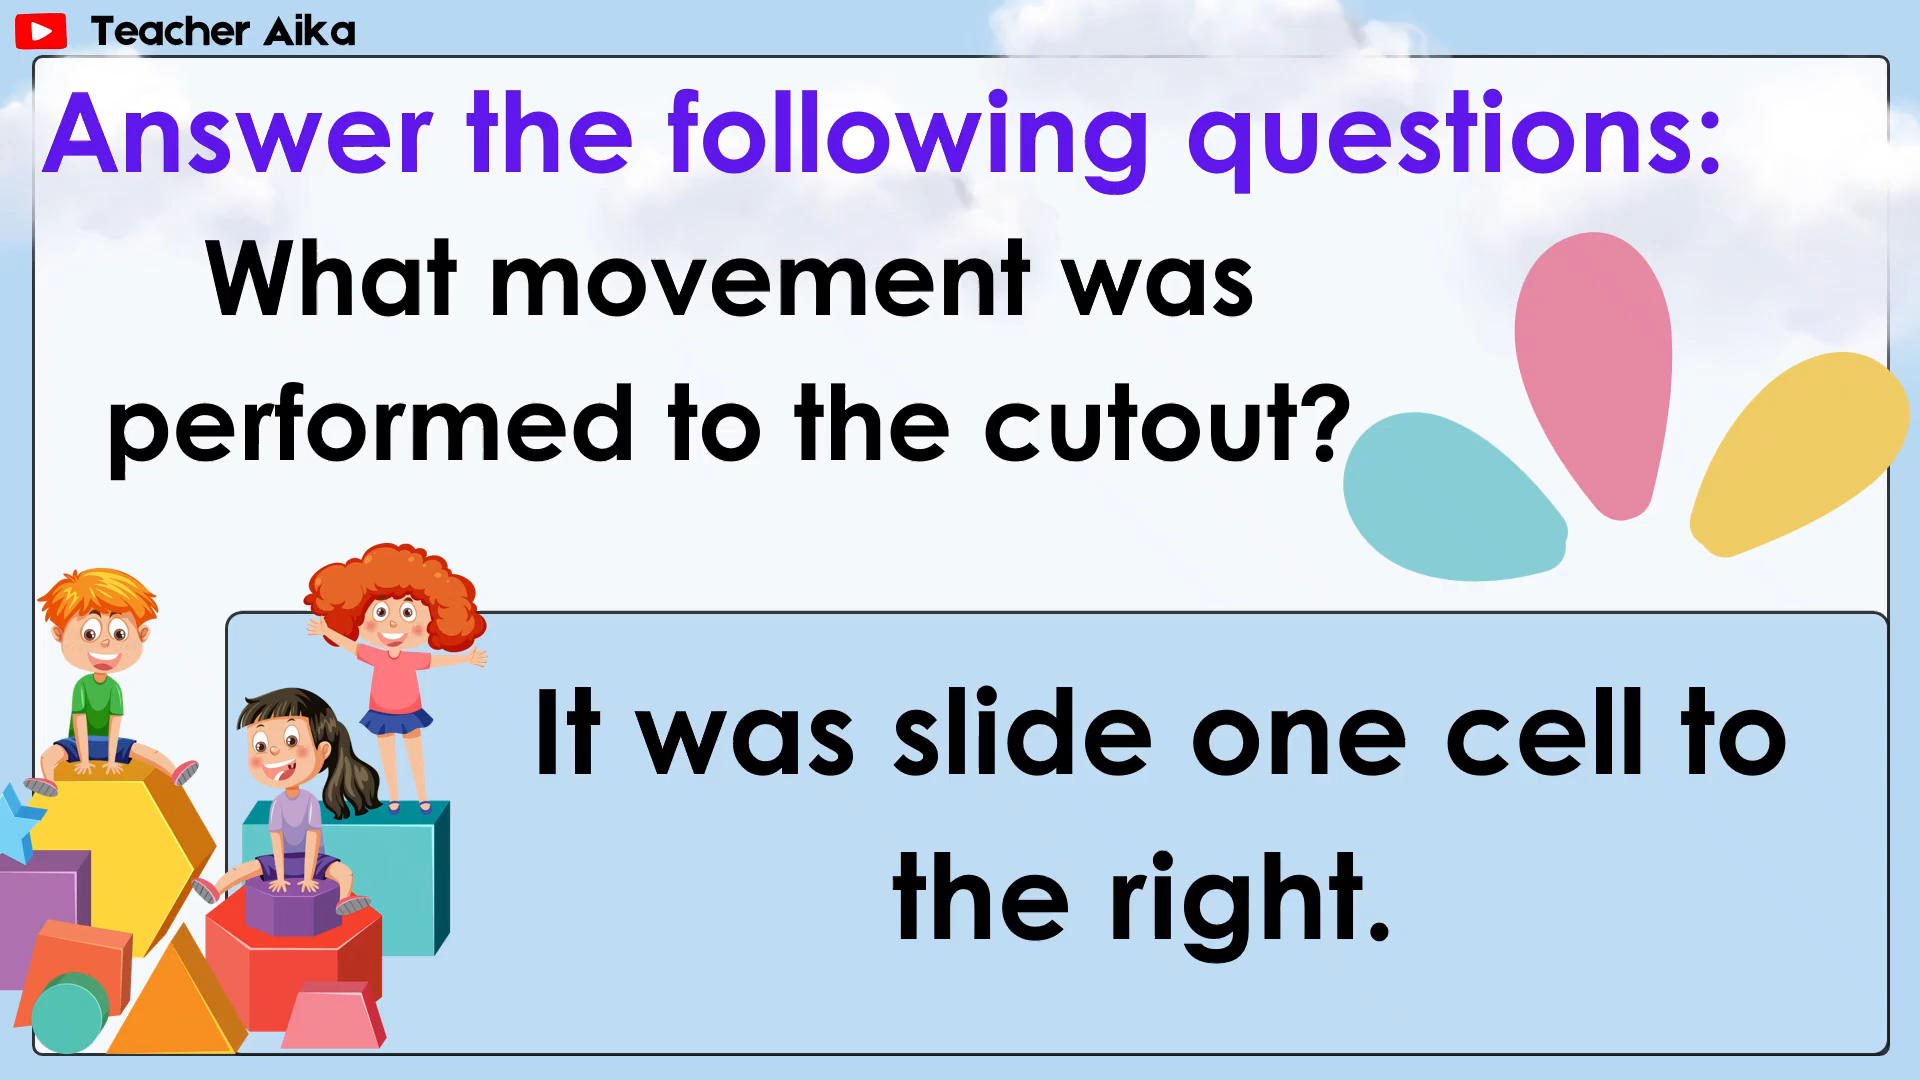 Teacher Aika
Answer the following questions:
What movement was
performed to the cutout?
It was slide one cell to
the right.